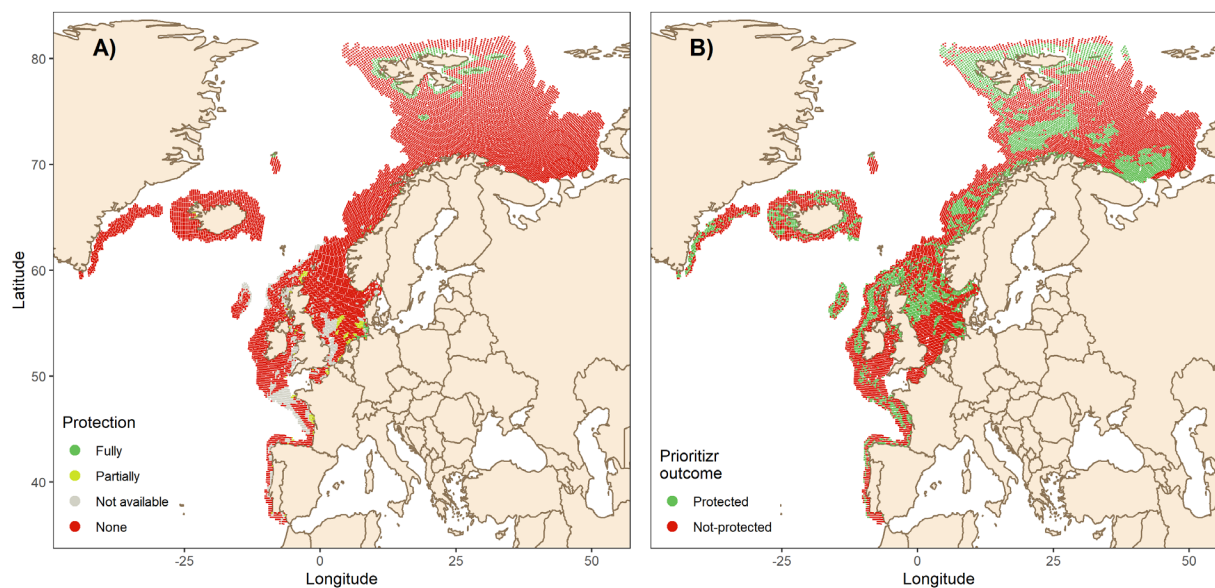 A)
B)
80
70
60
50
40
Latitude
Protection
Fully
Partially
Not available
None
Prioritizr
outcome
Protected
Not-protected
-25
0
25
50
-25
0
25
50
Longitude
Longitude